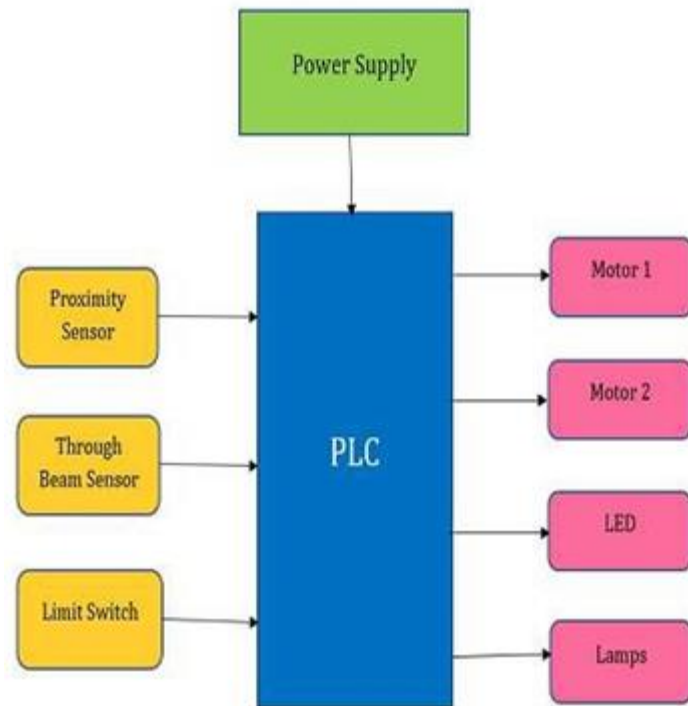 Power Supply
Proximity
Sensor
Through
Beam Sensor
Limit Switch
PLC
Motor 1
Motor 2
LED
Lamps